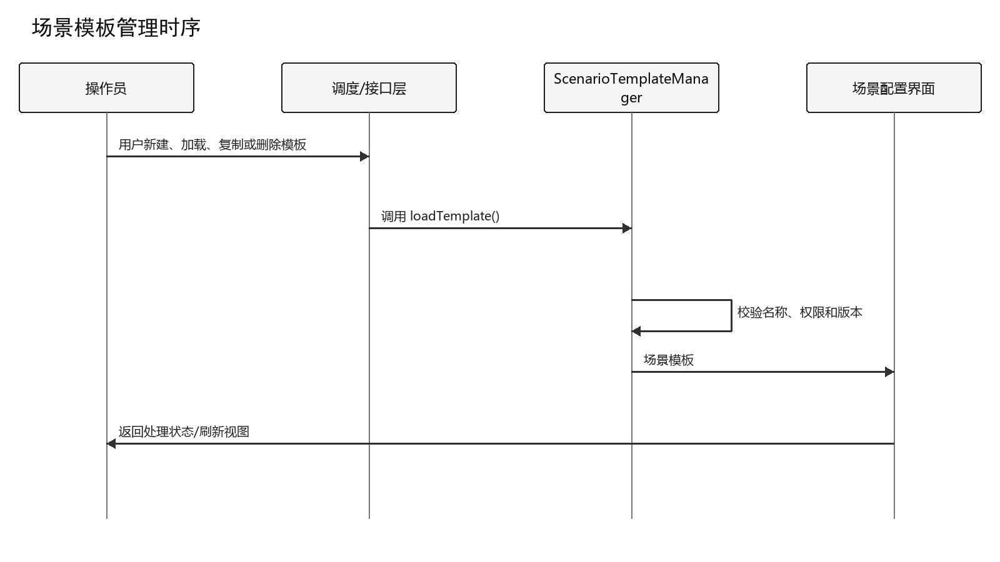 场景模板管理时序
操作员
调度/接口层
ScenarioTemplateMana
ger
场景配置界面
用户新建、加载、复制或删除模板
调用 loadTemplate()
校验名称、权限和版本
场景模板
返回处理状态/刷新视图